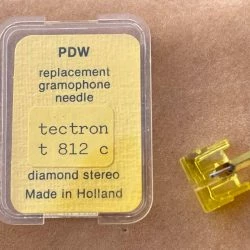 PDW
replacement
gramophone
needle
tectron
t 812 c
diamond stereo
Made in Holland